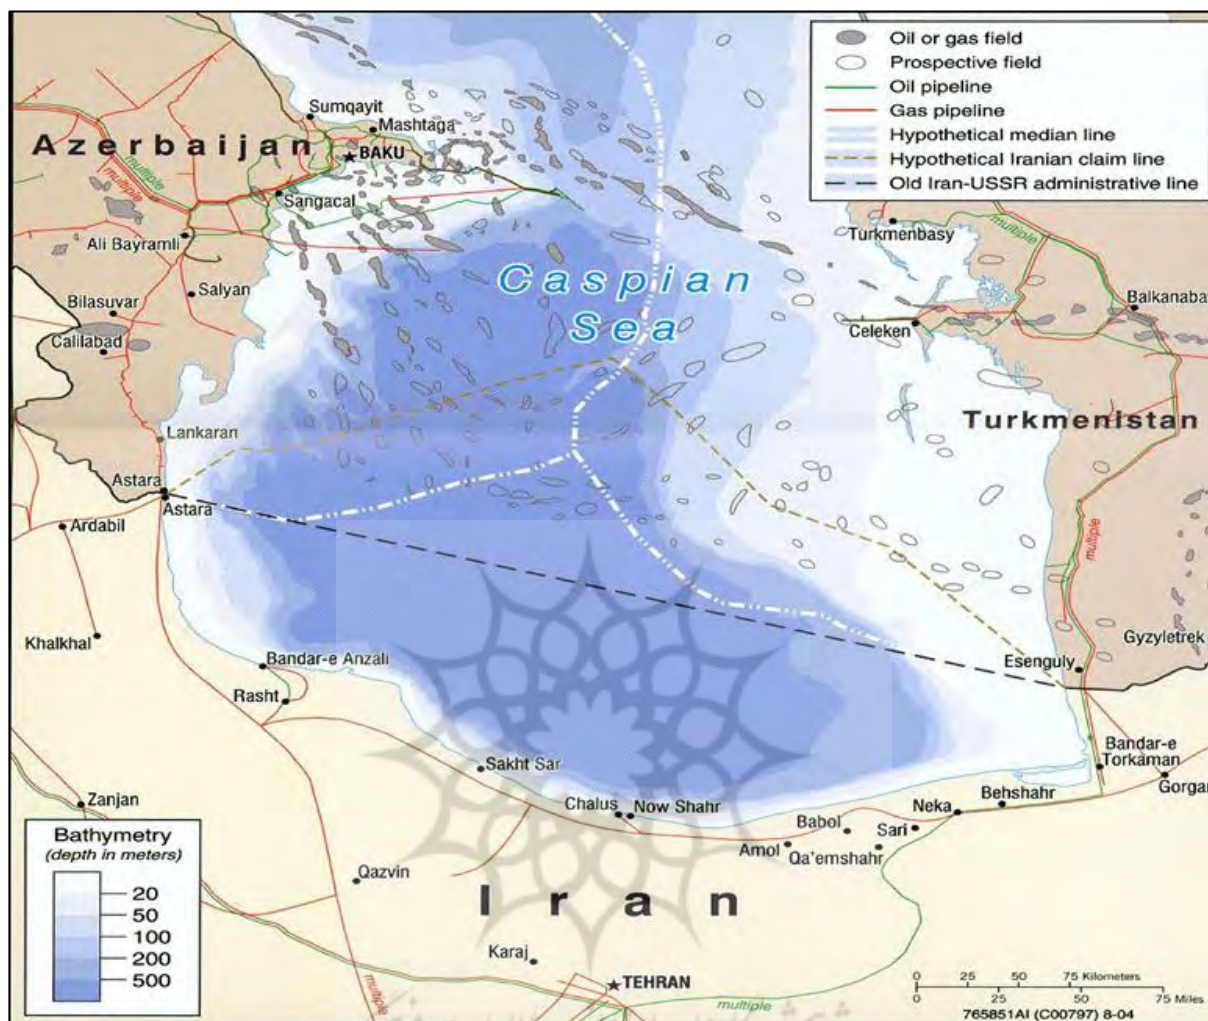 Oil or gas field
Prospective field
Oil pipeline
Gas pipeline
Hypothetical median line
Hypothetical Iranian claim line
Old Iran-USSR administrative line
Sumqayit
Mashtaga
Azerbaijan
BAKU
multiple
multiple
Sangacal
Ali Bayramli
Turkmenbasy
multiple
Caspian
Sea
Salyan
Bilasuvar
Balkanaba
Celeken
Calilabad
Turkmenistan
Lankaran
Astara
Astara
Ardabil
multiple
Khalkhal
Gyzyletrek
Bandar-e Anzali
Esenguly
Rasht
Bandar-e
Torkaman
Sakht Sar
Gorgan
Zanjan
Chalus
Now Shahr
Behshahr
Neka
Babol
Sari
Amol
Qa'emshahr
Bathymetry
(depth in meters)
20
50
100
200
500
Qazvin
Iran
Karaj
TEHRAN
multiple
multiple
0 25 50 75 Kilometers
0 25 50 75 Miles
765851AI (C00797) 8-04